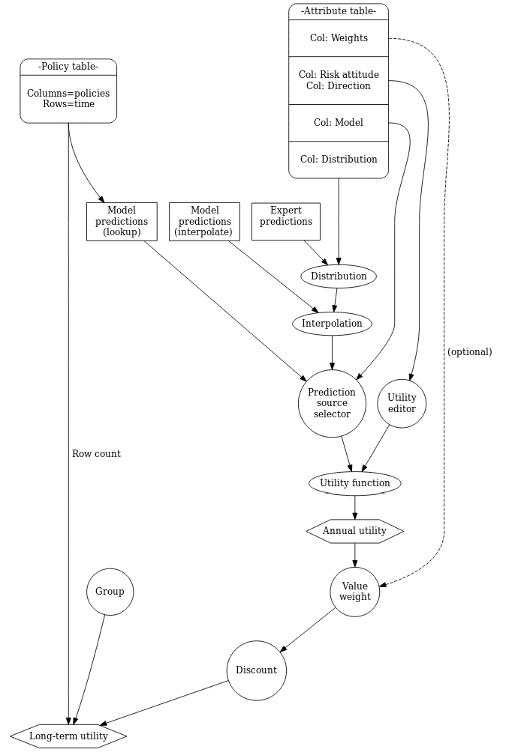 -Attribute table-
Col: Weights
Col: Risk attitude
Col: Direction
Col: Model
Col: Distribution
-Policy table-
Columns=policies
Rows=time
Model
predictions
(lookup)
Model
predictions
(interpolate)
Expert
predictions
Distribution
Interpolation
(optional)
Prediction
source
selector
Utility
editor
Row count
Utility function
Annual utility
Group
Value
weight
Discount
Long-term utility